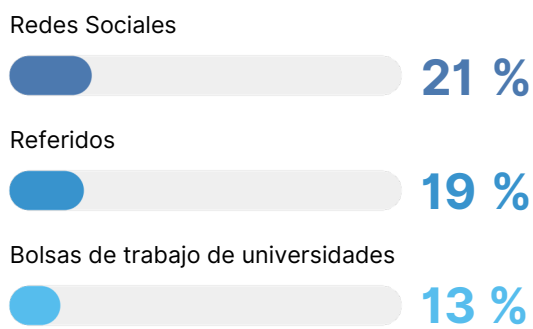 Redes Sociales
21 %
Referidos
19 %
Bolsas de trabajo de universidades
13 %